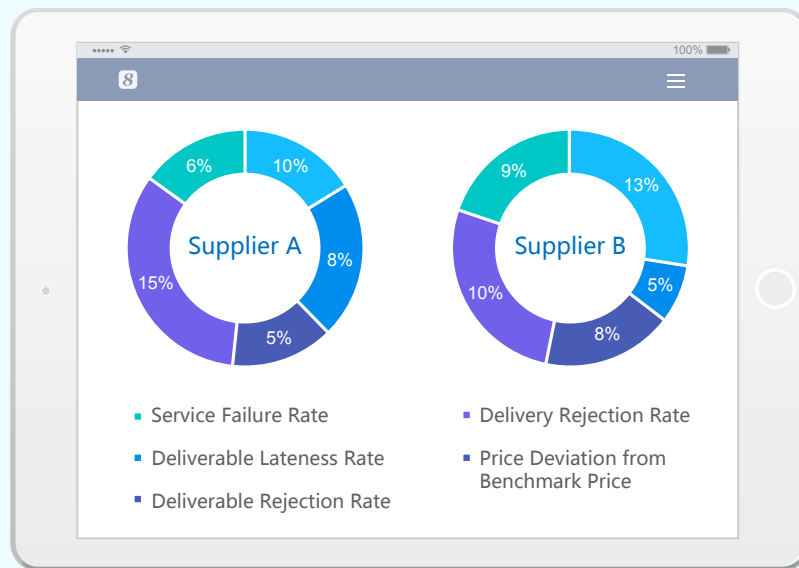 100%
8
6%
10%
15%
8%
5%
Supplier A
9%
13%
10%
5%
8%
Supplier B
Service Failure Rate
Deliverable Lateness Rate
Deliverable Rejection Rate
Delivery Rejection Rate
Price Deviation from
Benchmark Price